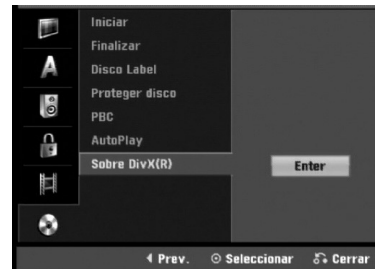 Iniciar
Finalizar
A
Disco Label
Proteger disco
PBC
AutoPlay
Sobre DivX(R)
Enter
Prev. Seleccionar Cerrar